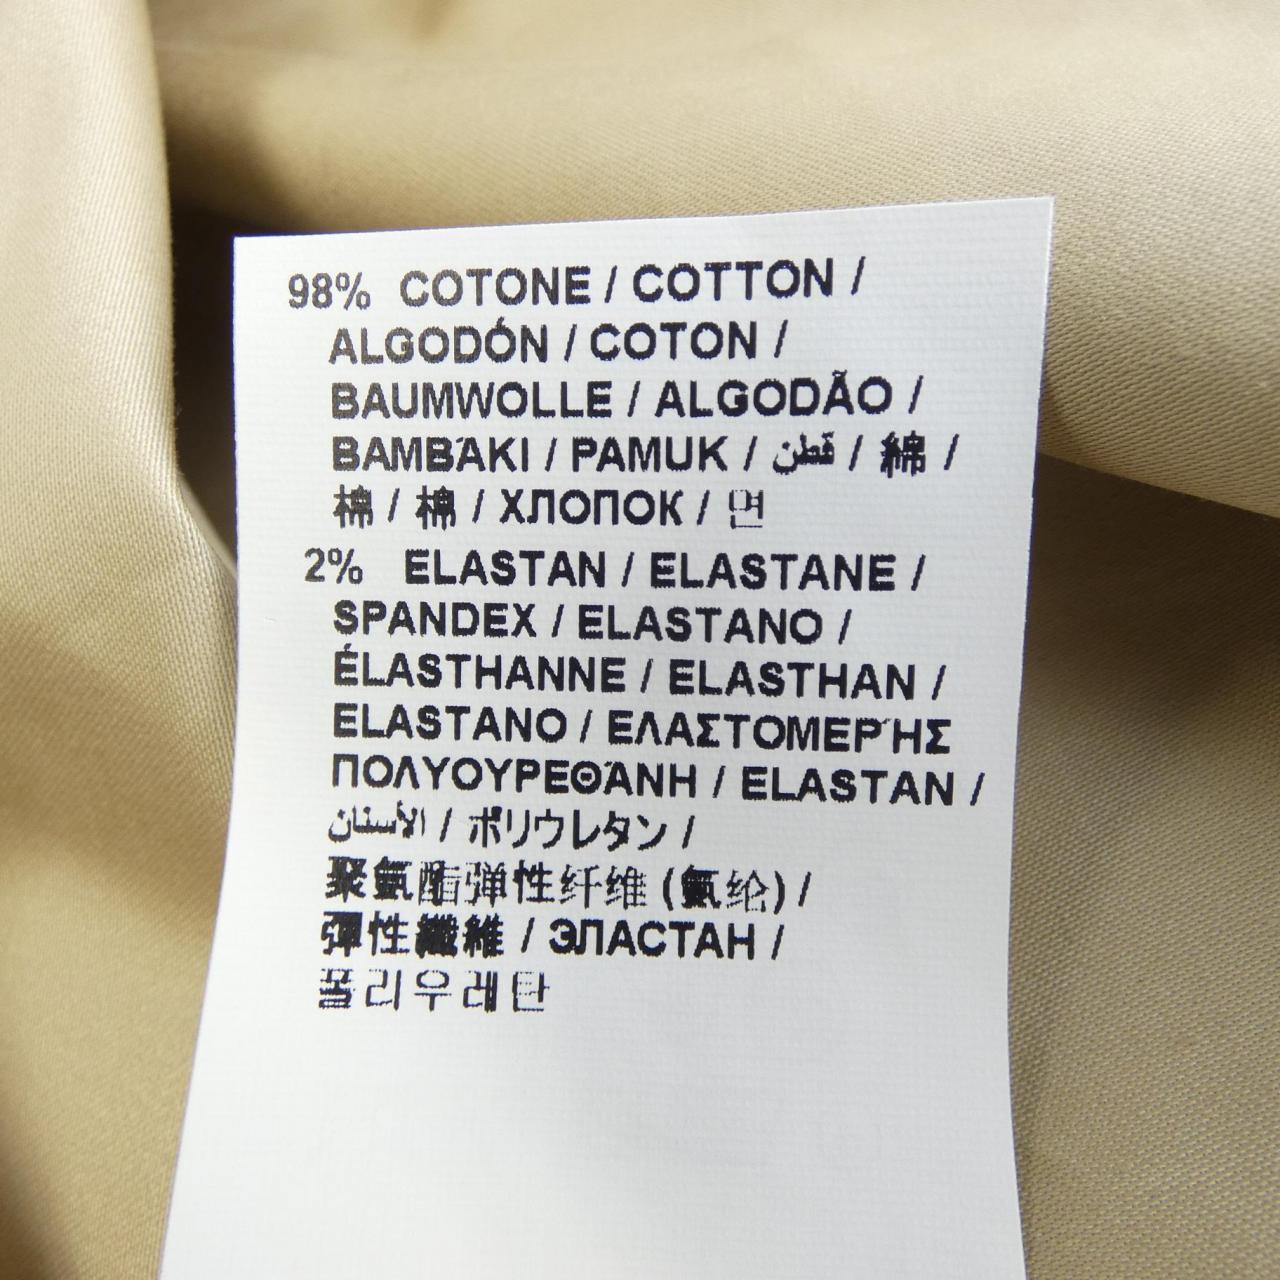 98% COTONE / COTTON /
ALGODÓN / COTON /
BAUMWOLLE / ALGODÃO /
ΒΑΜΒΆΚΙ / PAMUK / قطن / 綿 /
棉 / 棉 / ХЛОПОК / 면
2% ELASTAN / ELASTANE /
SPANDEX / ELASTANO /
ÉLASTHANNE / ELASTHAN /
ELASTANO / ΕΛΑΣΤΟΜΕΡΉΣ
ΠΟΛΥΟΥΡΕΘΆΝΗ / ELASTAN /
الأسنان / ポリウレタン /
聚氨酯弹性纤维 (氨纶) /
彈性纖維 / ЭЛАСТАН /
폴리우레탄